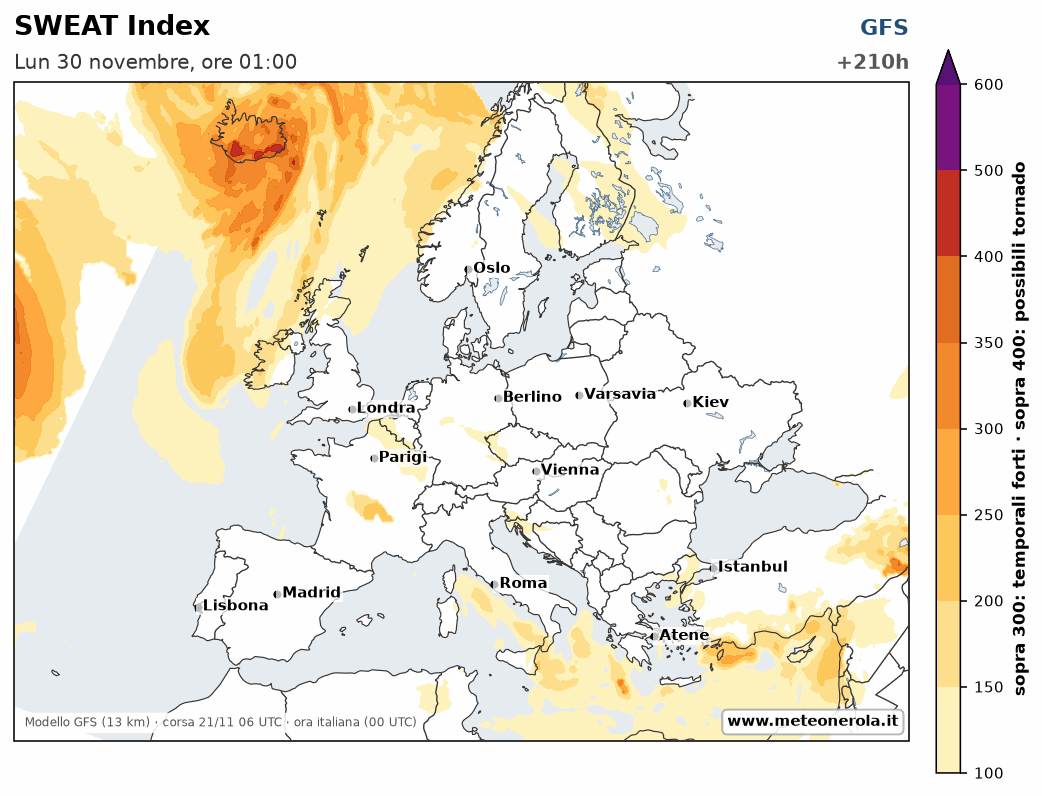 SWEAT Index
GFS
Lun 30 novembre, ore 01:00
+210h
600
500
400
350
300
250
200
150
100
sopra 300: temporali forti · sopra 400: possibili tornado
Oslo
Berlino
Varsavia
Kiev
Londra
Parigi
Vienna
Istanbul
Roma
Madrid
Lisbona
Atene
Modello GFS (13 km) · corsa 21/11 06 UTC · ora italiana (00 UTC)
www.meteonerola.it